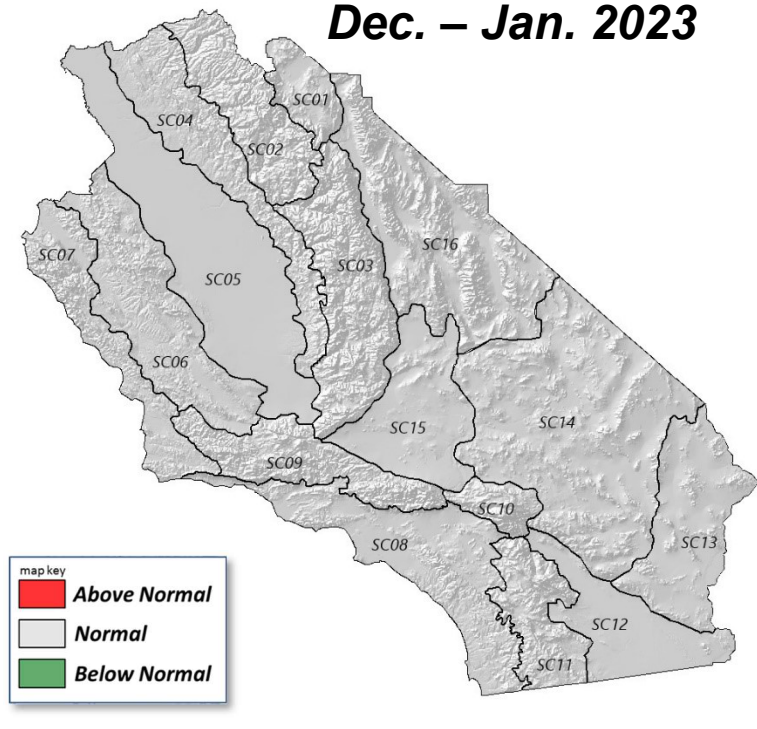 Dec. – Jan. 2023
SC01
SC04
SC02
SC16
SC07
SC03
SC05
SC06
SC15
SC14
SC09
SC10
SC08
SC13
SC12
SC11
map key
Above Normal
Normal
Below Normal